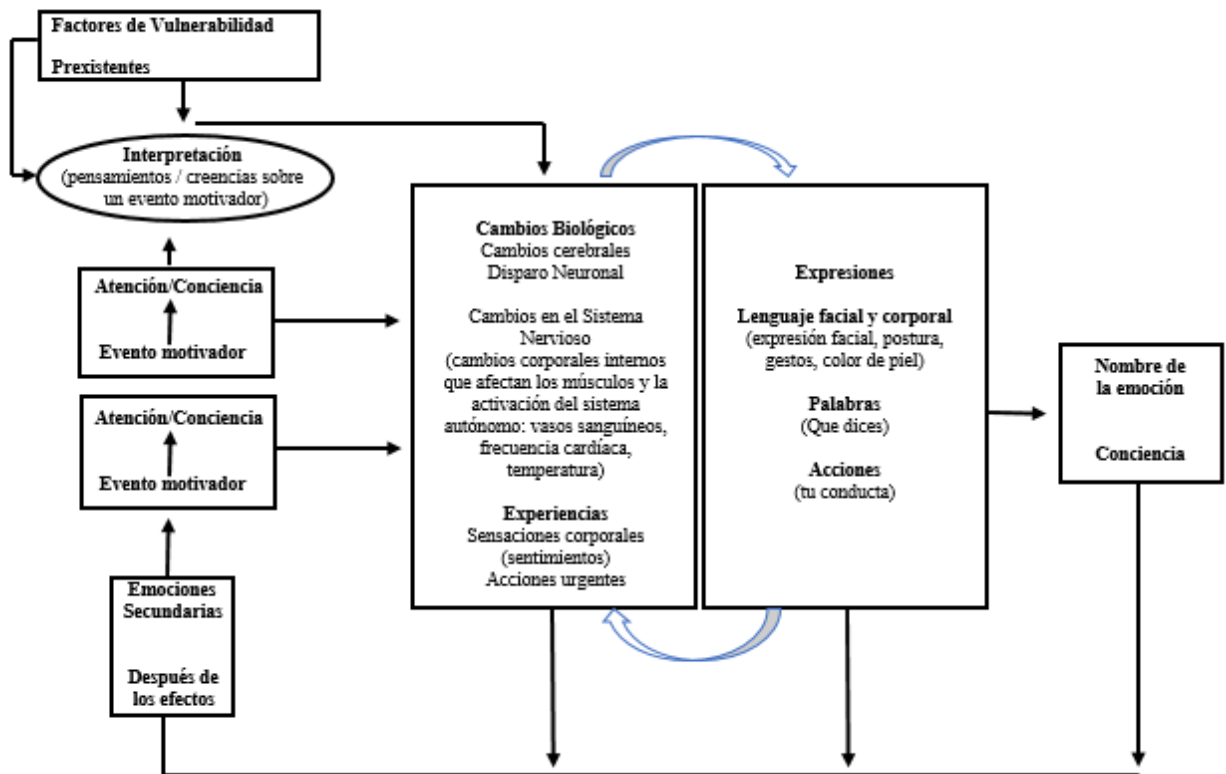 Factores de Vulnerabilidad
Prexistentes
Interpretación
(pensamientos / creencias sobre
un evento motivador)
Atención/Conciencia
Evento motivador
Atención/Conciencia
Evento motivador
Emociones
Secundarias
Después de
los efectos
Cambios Biológicos
Cambios cerebrales
Disparo Neuronal
Cambios en el Sistema
Nervioso
(cambios corporales internos
que afectan los músculos y la
activación del sistema
autónomo: vasos sanguíneos,
frecuencia cardíaca,
temperatura)
Experiencias
Sensaciones corporales
(sentimientos)
Acciones urgentes
Expresiones
Lenguaje facial y corporal
(expresión facial, postura,
gestos, color de piel)
Palabras
(Que dices)
Acciones
(tu conducta)
Nombre de
la emoción
Conciencia